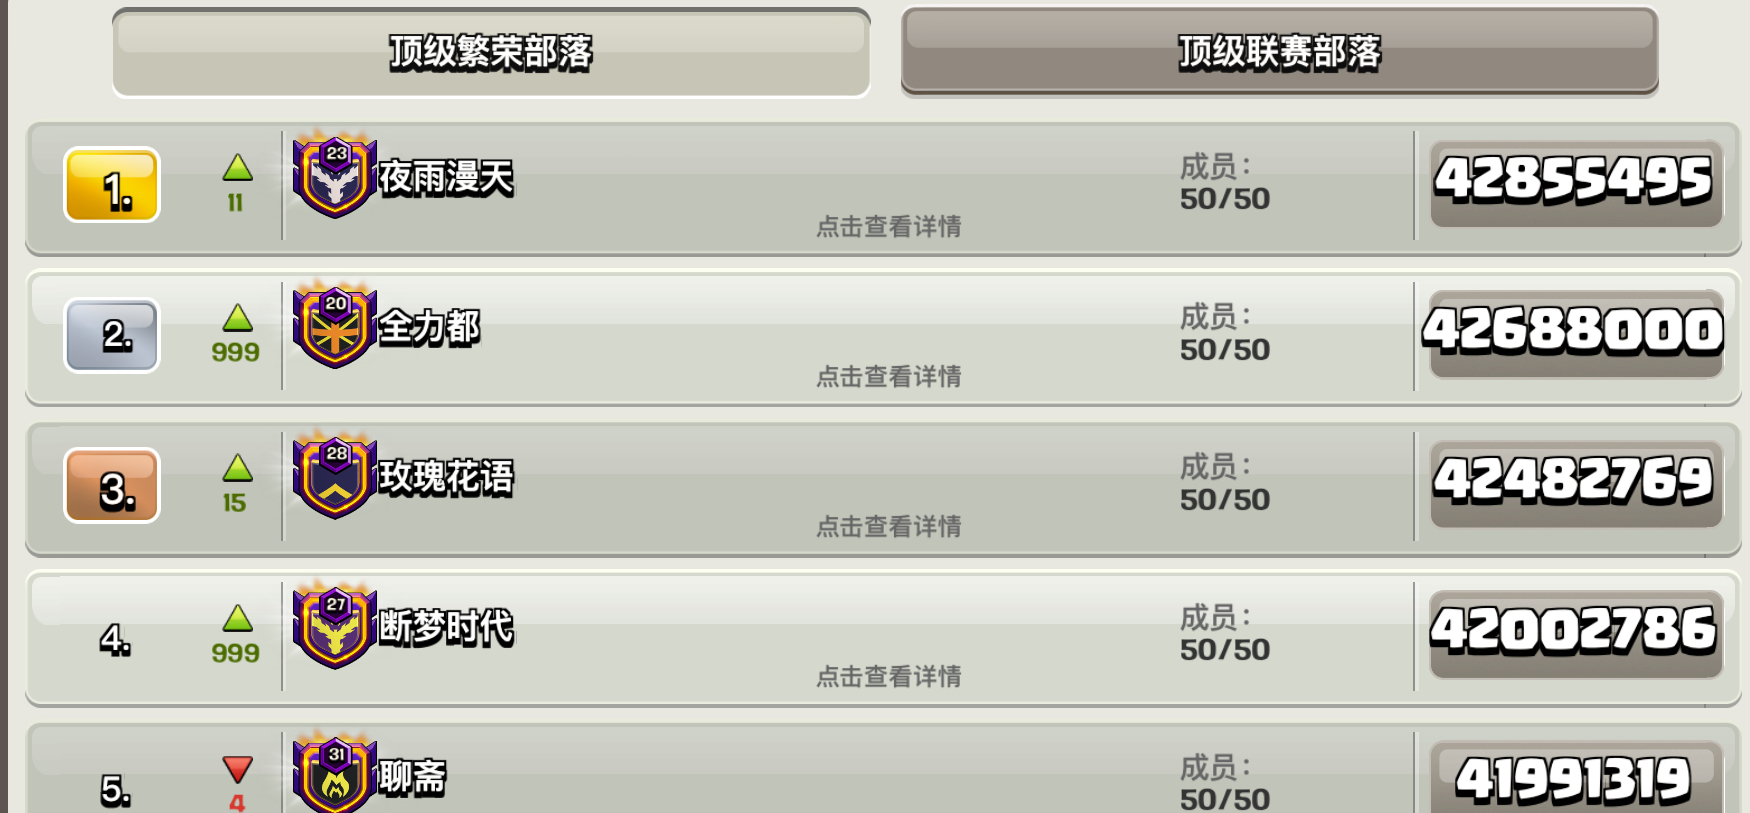 顶级繁荣部落 顶级联赛部落
1. 11 23 夜雨漫天 成员: 50/50 42855495
点击查看详情
2. 999 20 全力都 成员: 50/50 42688000
点击查看详情
3. 15 28 玫瑰花语 成员: 50/50 42482769
点击查看详情
4. 999 27 断梦时代 成员: 50/50 42002786
点击查看详情
5. 4 31 聊斋 成员: 50/50 41991319